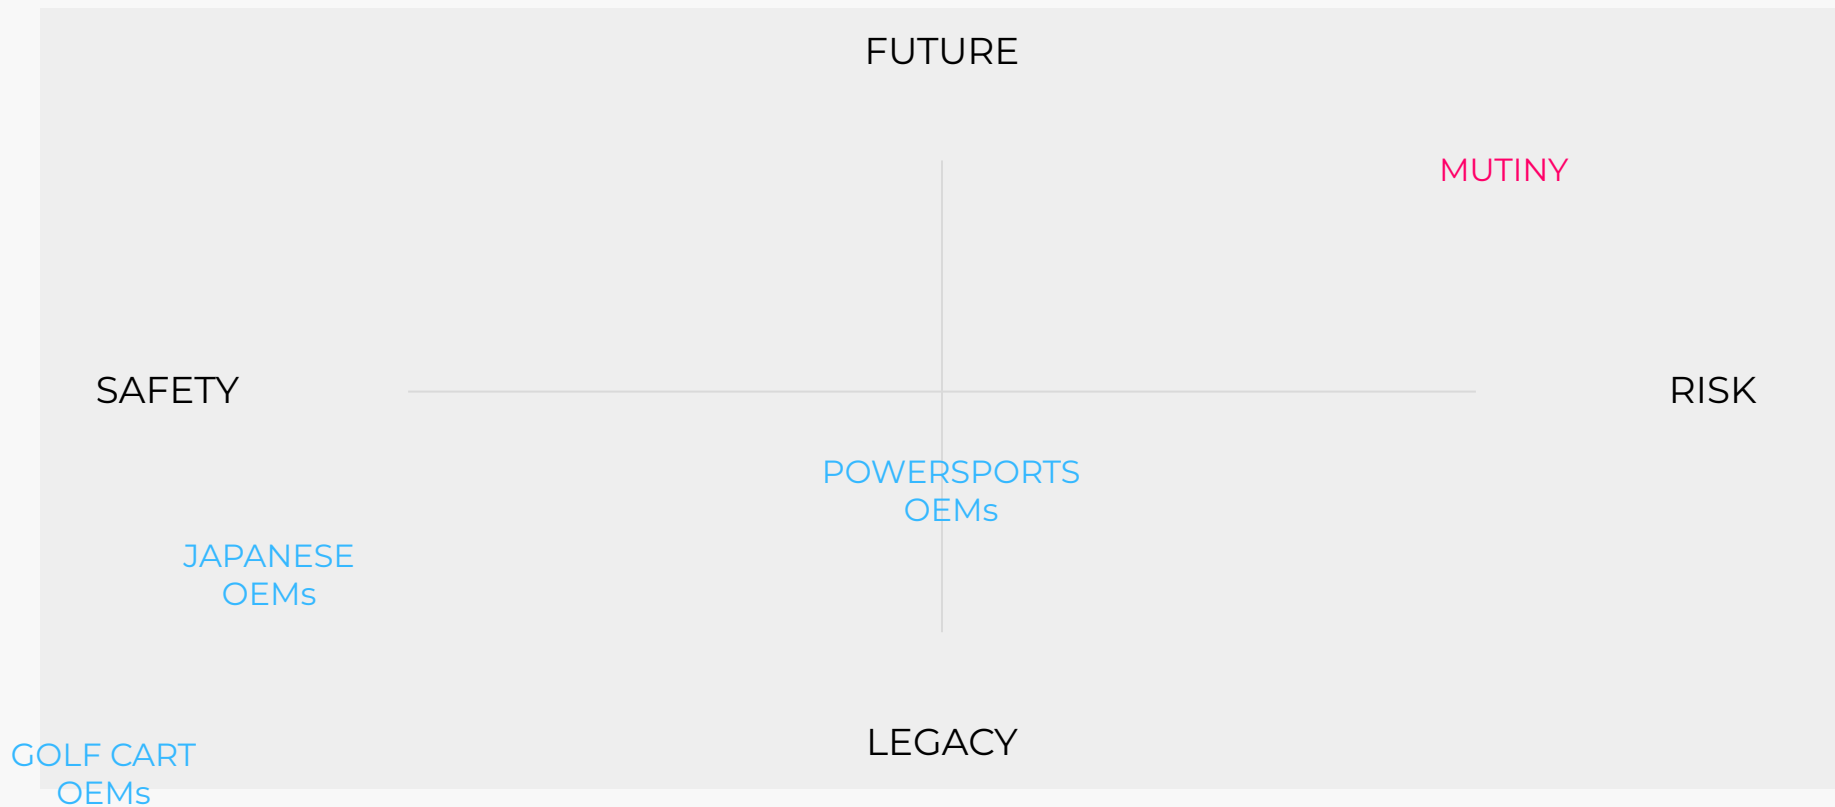 FUTURE
MUTINY
SAFETY
RISK
POWERSPORTS
OEMs
JAPANESE
OEMs
LEGACY
GOLF CART
OEMs